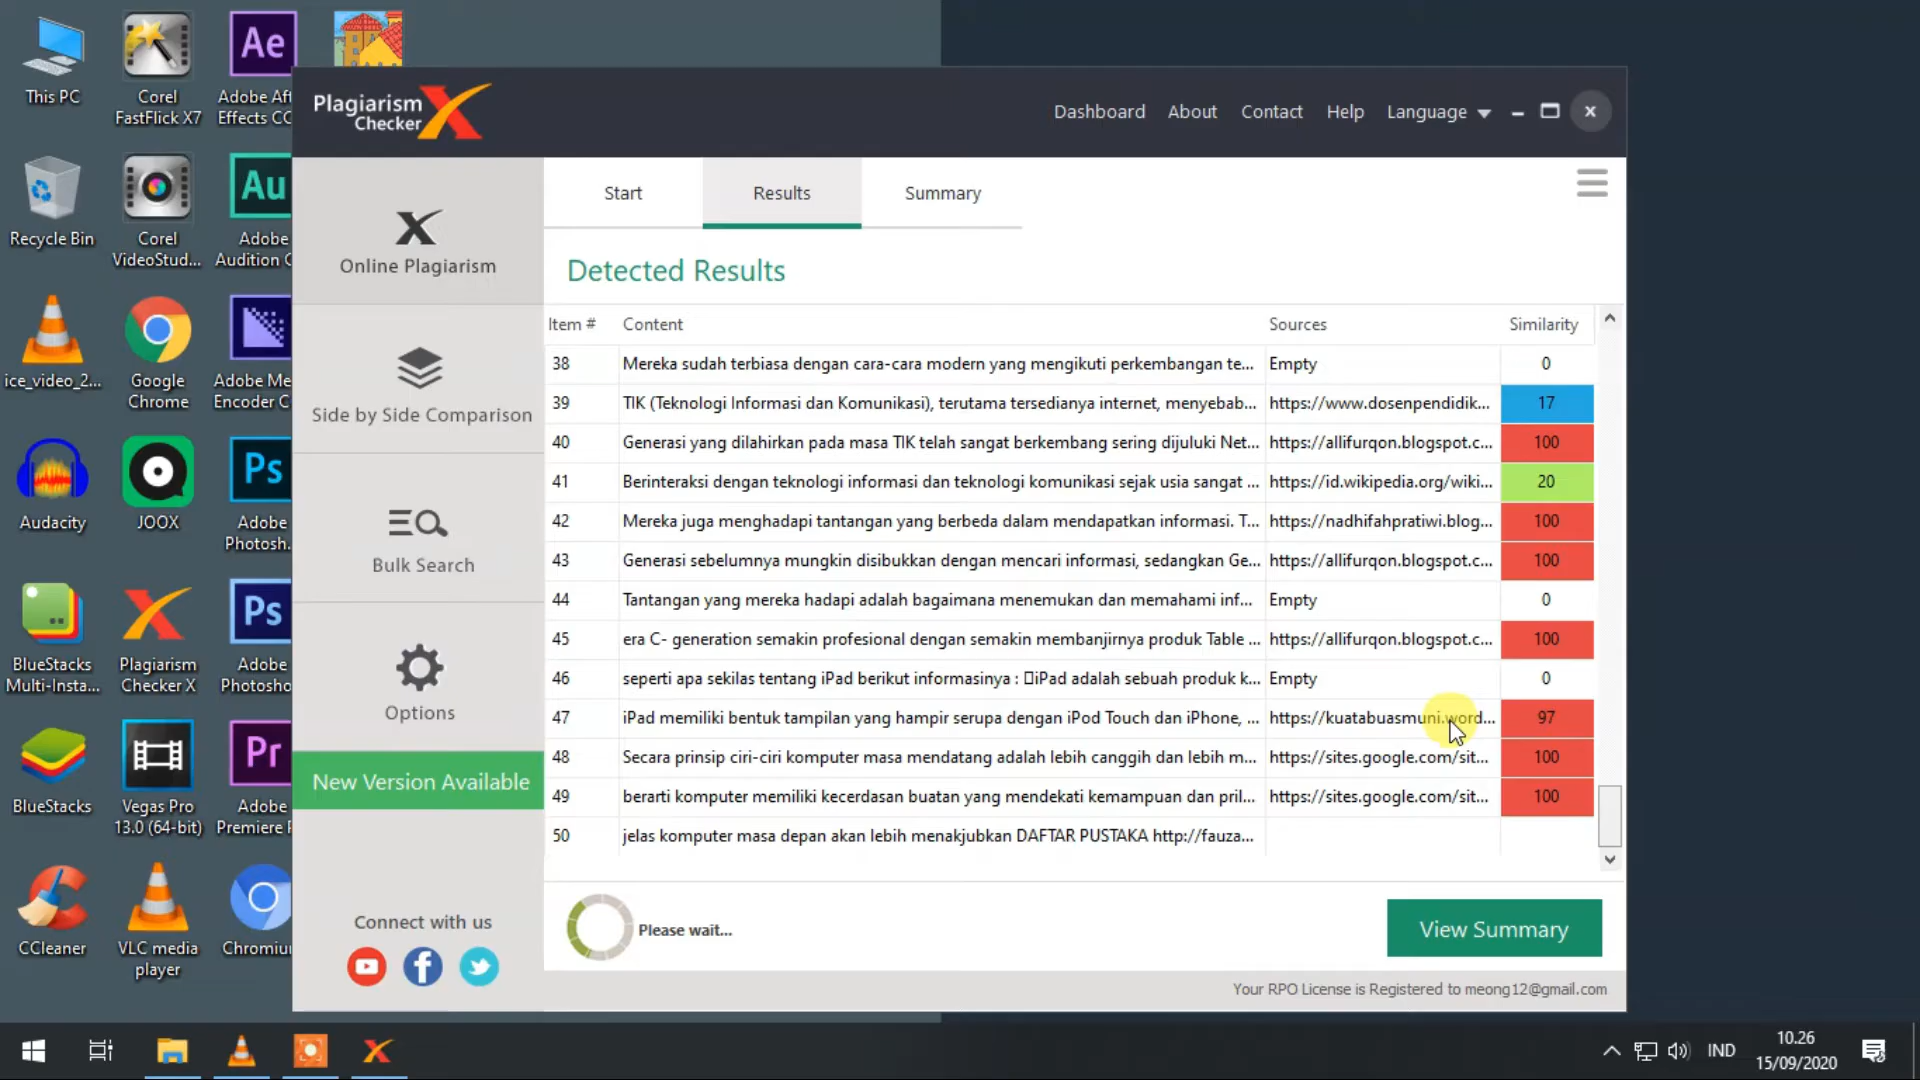 This PC
Corel
FastFlick X7
Ae
Adobe Aft
Effects CC
Recycle Bin
Corel
VideoStud...
Au
Adobe
Audition C
ice_video_2...
Google
Chrome
Adobe Me
Encoder C
Audacity
JOOX
Ps
Adobe
Photosh.
BlueStacks
Multi-Insta...
Plagiarism
Checker X
Ps
Adobe
Photosho
BlueStacks
Vegas Pro
13.0 (64-bit)
Pr
Adobe
Premiere P
CCleaner
VLC media
player
Chromiu
Plagiarism
Checker X
Dashboard
About
Contact
Help
Language
Online Plagiarism
Side by Side Comparison
Bulk Search
Options
New Version Available
Connect with us
Start
Results
Summary
Detected Results
Item # Content Sources Similarity
38 Mereka sudah terbiasa dengan cara-cara modern yang mengikuti perkembangan te... Empty 0
39 TIK (Teknologi Informasi dan Komunikasi), terutama tersedianya internet, menyebab... https://www.dosenpendidik... 17
40 Generasi yang dilahirkan pada masa TIK telah sangat berkembang sering dijuluki Net... https://allifurqon.blogspot.c... 100
41 Berinteraksi dengan teknologi informasi dan teknologi komunikasi sejak usia sangat ... https://id.wikipedia.org/wiki... 20
42 Mereka juga menghadapi tantangan yang berbeda dalam mendapatkan informasi. T... https://nadhifahpratiwi.blog... 100
43 Generasi sebelumnya mungkin disibukkan dengan mencari informasi, sedangkan Ge... https://allifurqon.blogspot.c... 100
44 Tantangan yang mereka hadapi adalah bagaimana menemukan dan memahami inf... Empty 0
45 era C- generation semakin profesional dengan semakin membanjirnya produk Table ... https://allifurqon.blogspot.c... 100
46 seperti apa sekilas tentang iPad berikut informasinya : iPad adalah sebuah produk k... Empty 0
47 iPad memiliki bentuk tampilan yang hampir serupa dengan iPod Touch dan iPhone, ... https://kuatabuasmuni.word... 97
48 Secara prinsip ciri-ciri komputer masa mendatang adalah lebih canggih dan lebih m... https://sites.google.com/sit... 100
49 berarti komputer memiliki kecerdasan buatan yang mendekati kemampuan dan pril... https://sites.google.com/sit... 100
50 jelas komputer masa depan akan lebih menakjubkan DAFTAR PUSTAKA http://fauza...
Please wait...
View Summary
Your RPO License is Registered to meong12@gmail.com
IND
10.26
15/09/2020